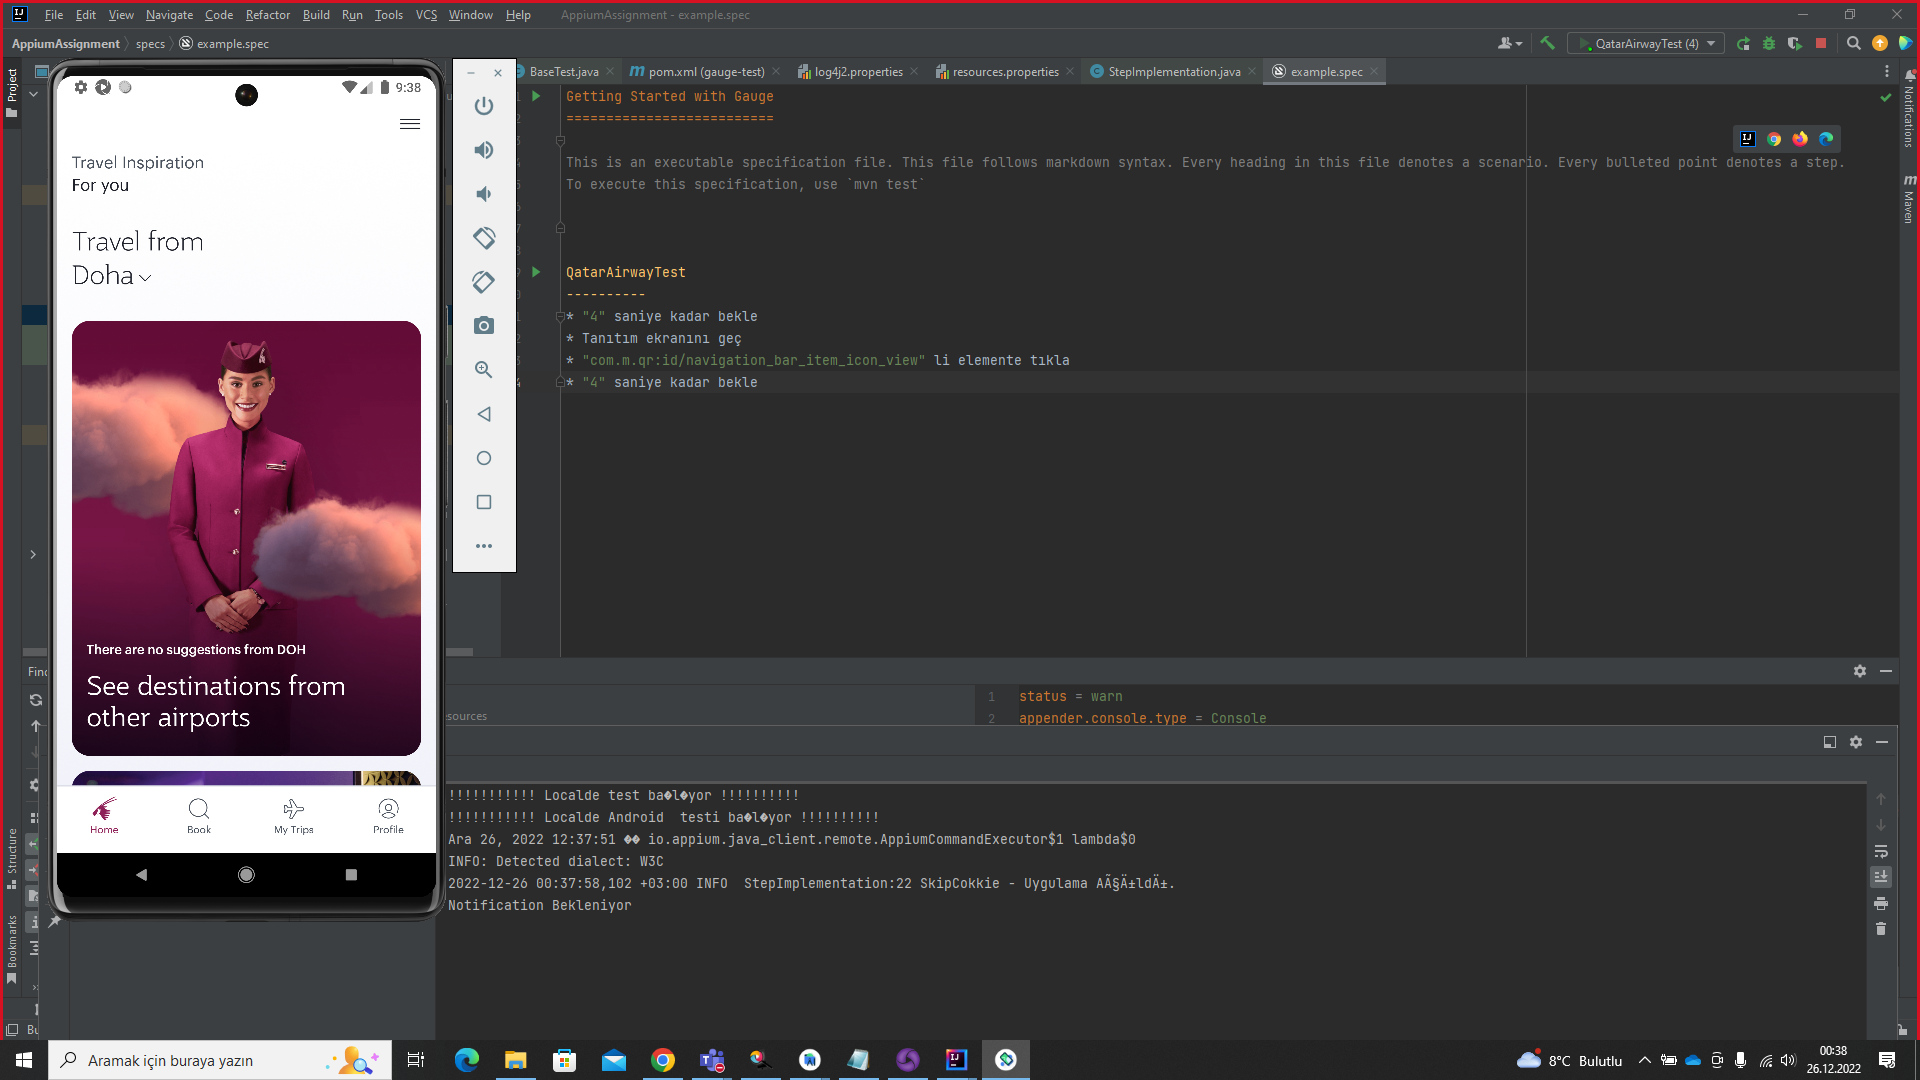 File Edit View Navigate Code Refactor Build Run Tools VCS Window Help AppiumAssignment - example.spec
AppiumAssignment specs example.spec
QatarAirwayTest (4)
BaseTest.java
pom.xml (gauge-test)
log4j2.properties
resources.properties
StepImplementation.java
example.spec
Project
Structure
Bookmarks
Notifications
Maven
9:38
Travel Inspiration
For you
Travel from
Doha
There are no suggestions from DOH
See destinations from
other airports
Home
Book
My Trips
Profile
Getting Started with Gauge
==========================
This is an executable specification file. This file follows markdown syntax. Every heading in this file denotes a scenario. Every bulleted point denotes a step.
To execute this specification, use `mvn test`
QatarAirwayTest
----------
* "4" saniye kadar bekle
* Tanıtım ekranını geç
* "com.m.qr:id/navigation_bar_item_icon_view" li elemente tıkla
* "4" saniye kadar bekle
1 status = warn
2 appender.console.type = Console
!!!!!!!!!!! Localde test ba�l�yor !!!!!!!!!!
!!!!!!!!!!! Localde Android  testi ba�l�yor !!!!!!!!!!
Ara 26, 2022 12:37:51 �� io.appium.java_client.remote.AppiumCommandExecutor$1 lambda$0
INFO: Detected dialect: W3C
2022-12-26 00:37:58,102 +03:00 INFO  StepImplementation:22 SkipCokkie - Uygulama AÃ§Ä±ldÄ±.
Notification Bekleniyor
Aramak için buraya yazın
8°C Bulutlu
00:38
26.12.2022